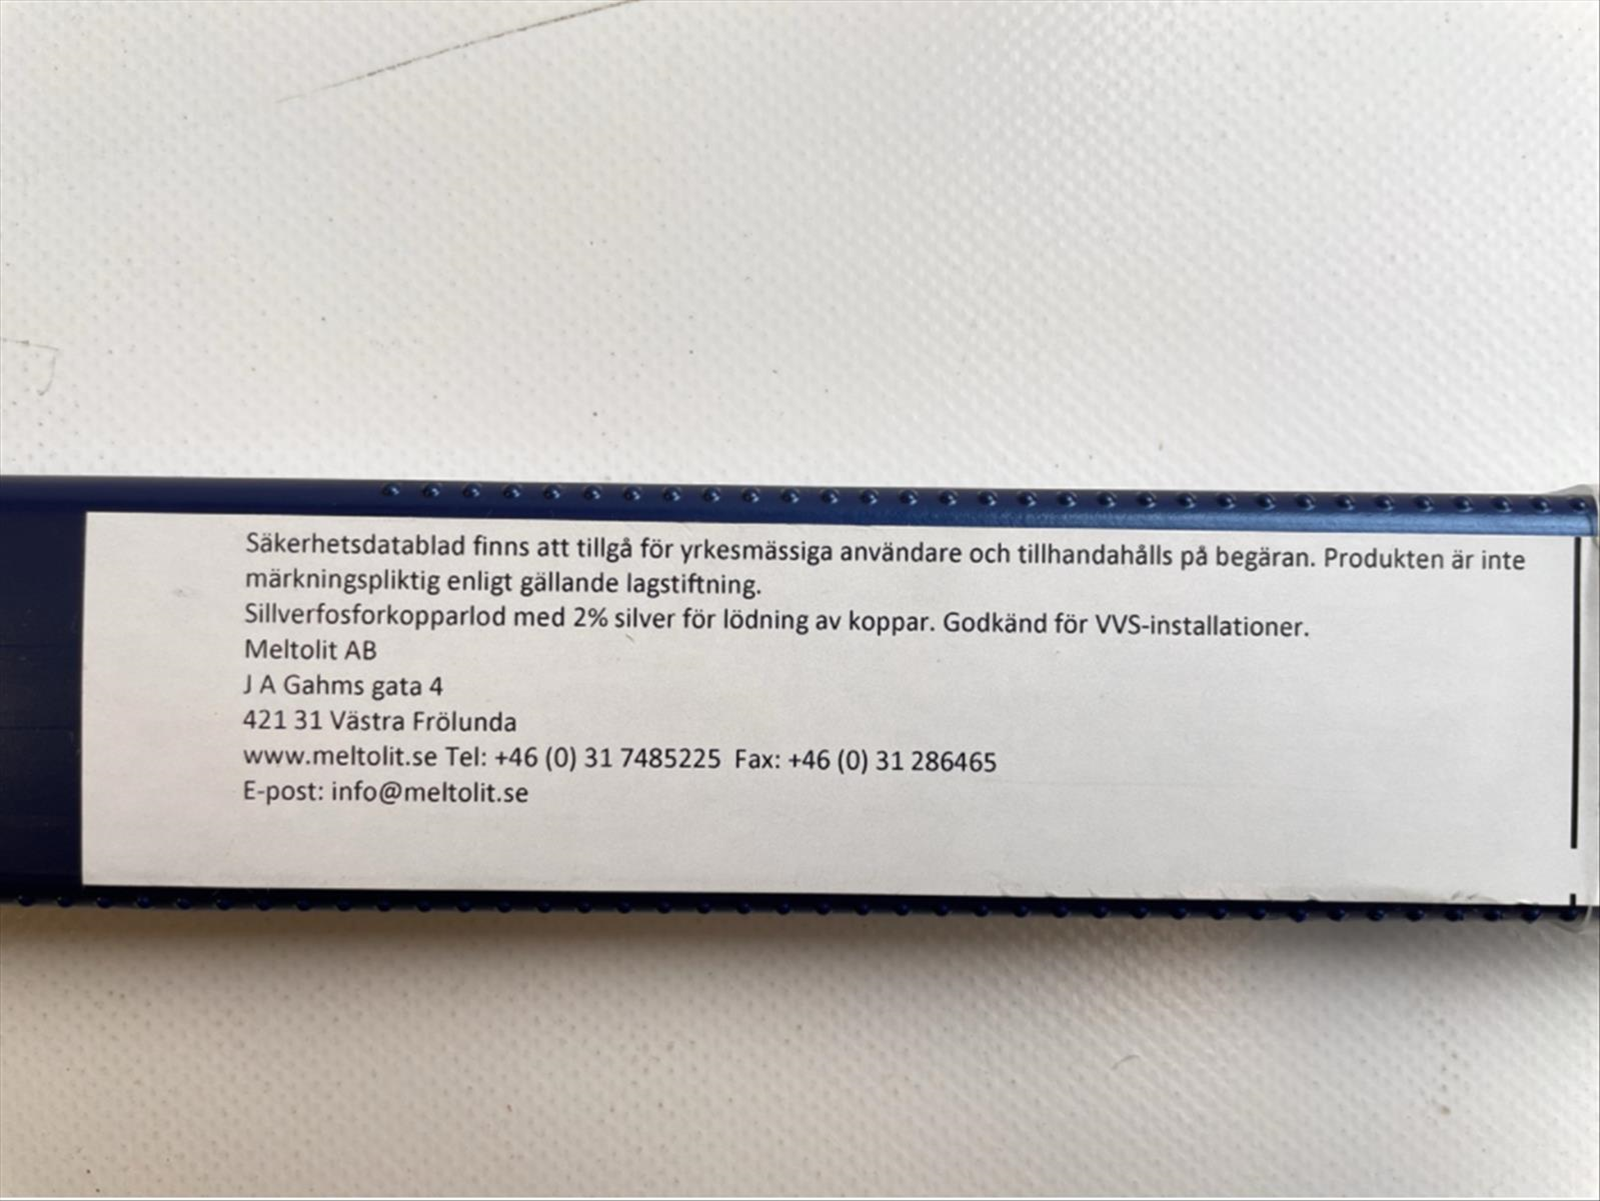 Säkerhetsdatablad finns att tillgå för yrkesmässiga användare och tillhandahålls på begäran. Produkten är inte
märkningspliktig enligt gällande lagstiftning.
Sillverfosforkopparlod med 2% silver för lödning av koppar. Godkänd för VVS-installationer.
Meltolit AB
J A Gahms gata 4
421 31 Västra Frölunda
www.meltolit.se Tel: +46 (0) 31 7485225 Fax: +46 (0) 31 286465
E-post: info@meltolit.se